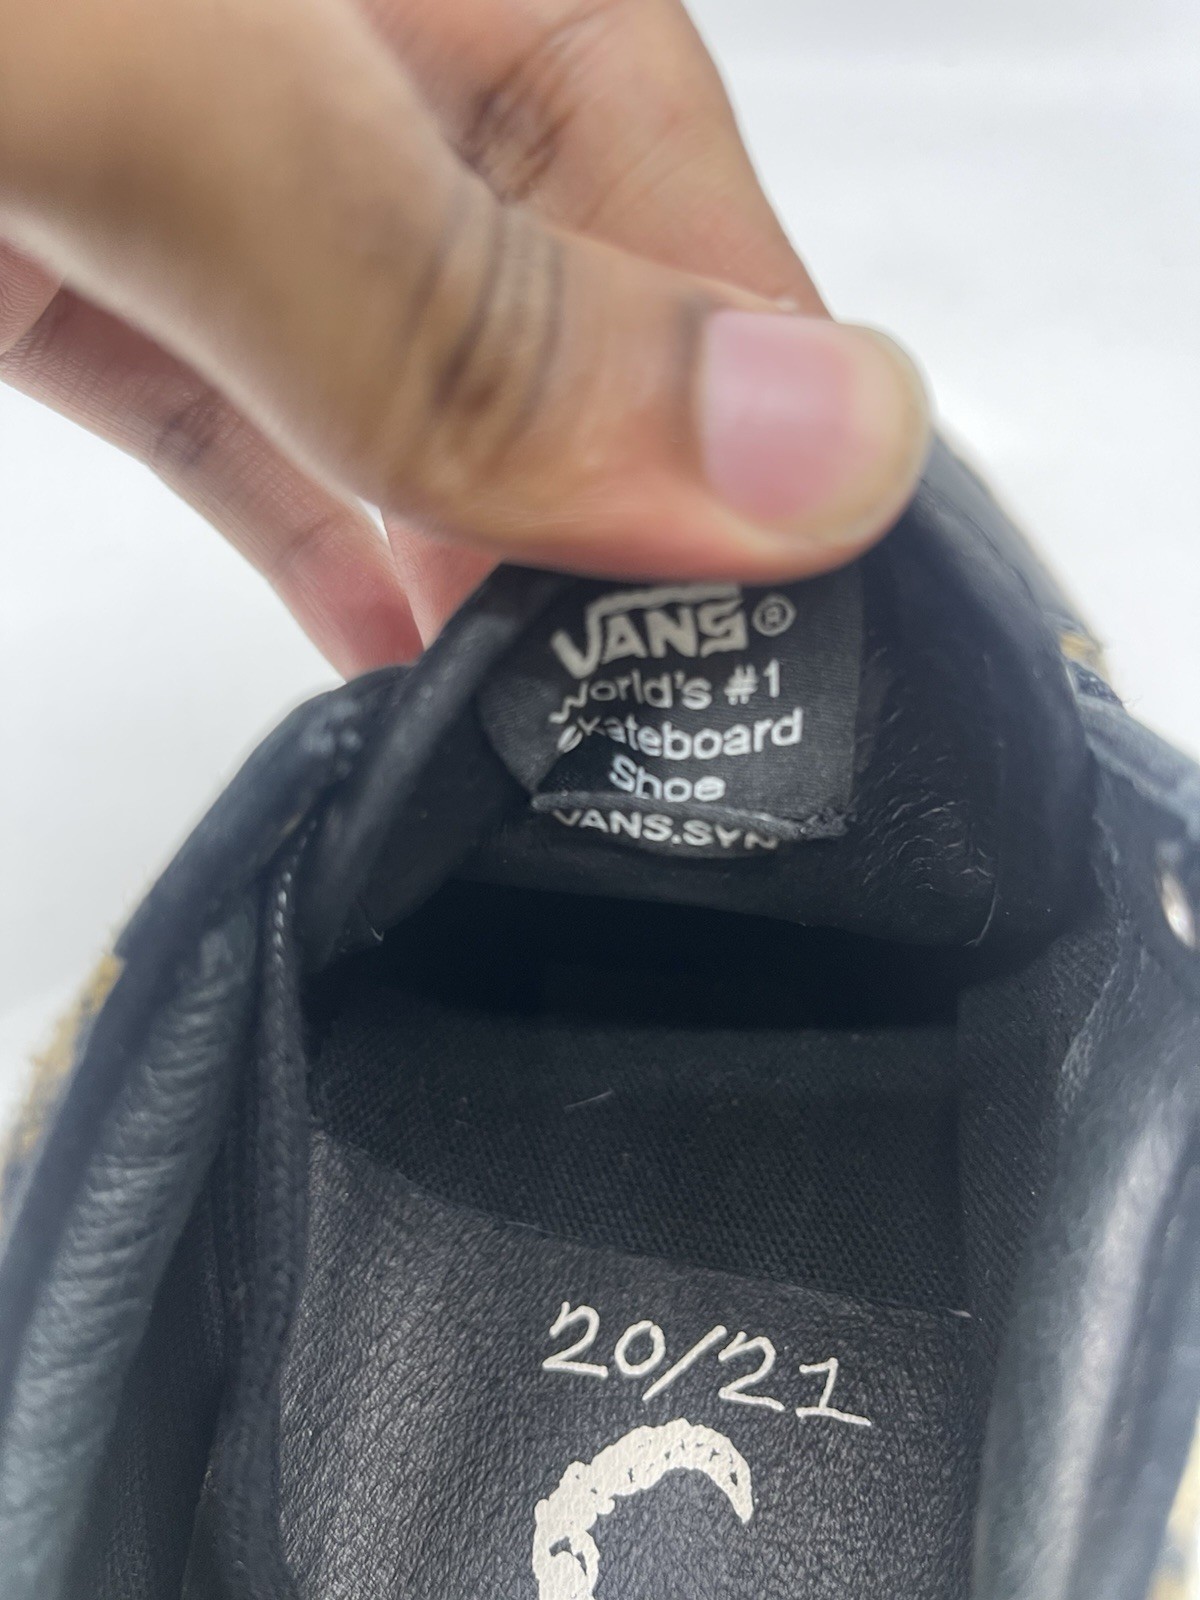 VANS®
World's #1
Skateboard
Shoe
VANS.SYN
20/21